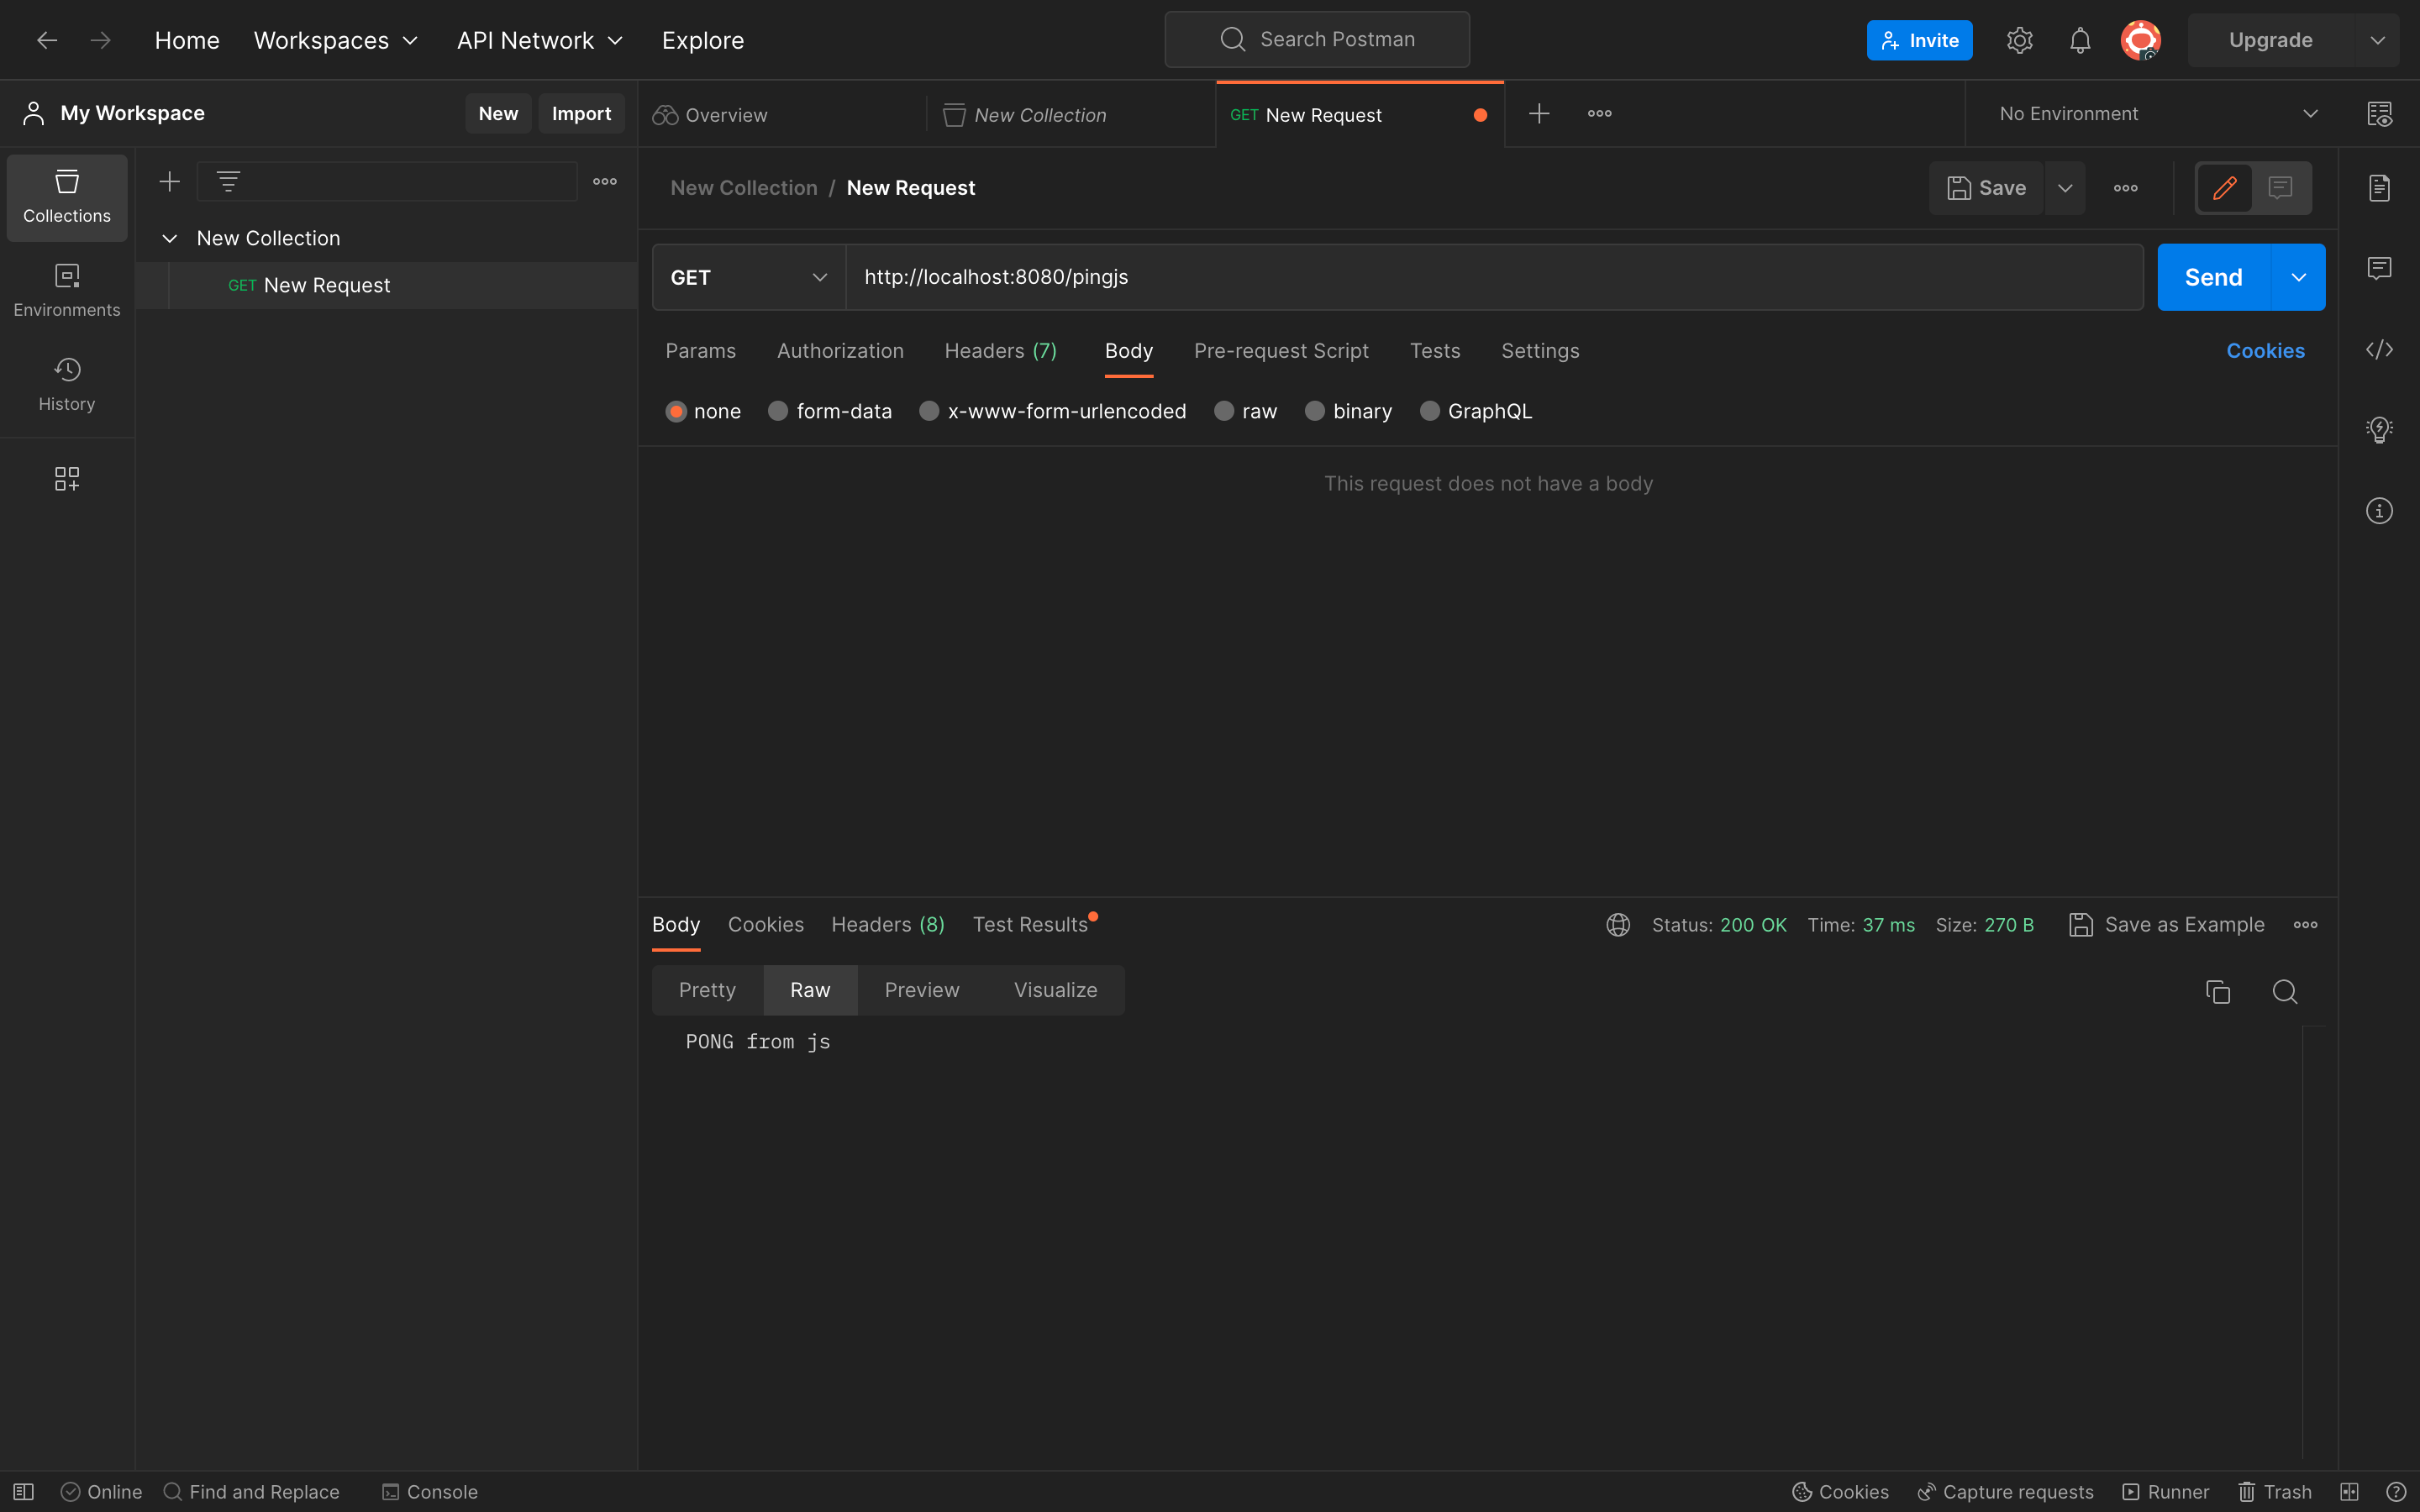 Home Workspaces API Network Explore Search Postman Invite Upgrade
My Workspace New Import Overview New Collection GET New Request No Environment
Collections
Environments
History
New Collection
GET New Request
New Collection / New Request Save
GET http://localhost:8080/pingjs Send
Params Authorization Headers (7) Body Pre-request Script Tests Settings Cookies
none form-data x-www-form-urlencoded raw binary GraphQL
This request does not have a body
Body Cookies Headers (8) Test Results Status: 200 OK Time: 37 ms Size: 270 B Save as Example
Pretty Raw Preview Visualize
PONG from js
Online Find and Replace Console Cookies Capture requests Runner Trash